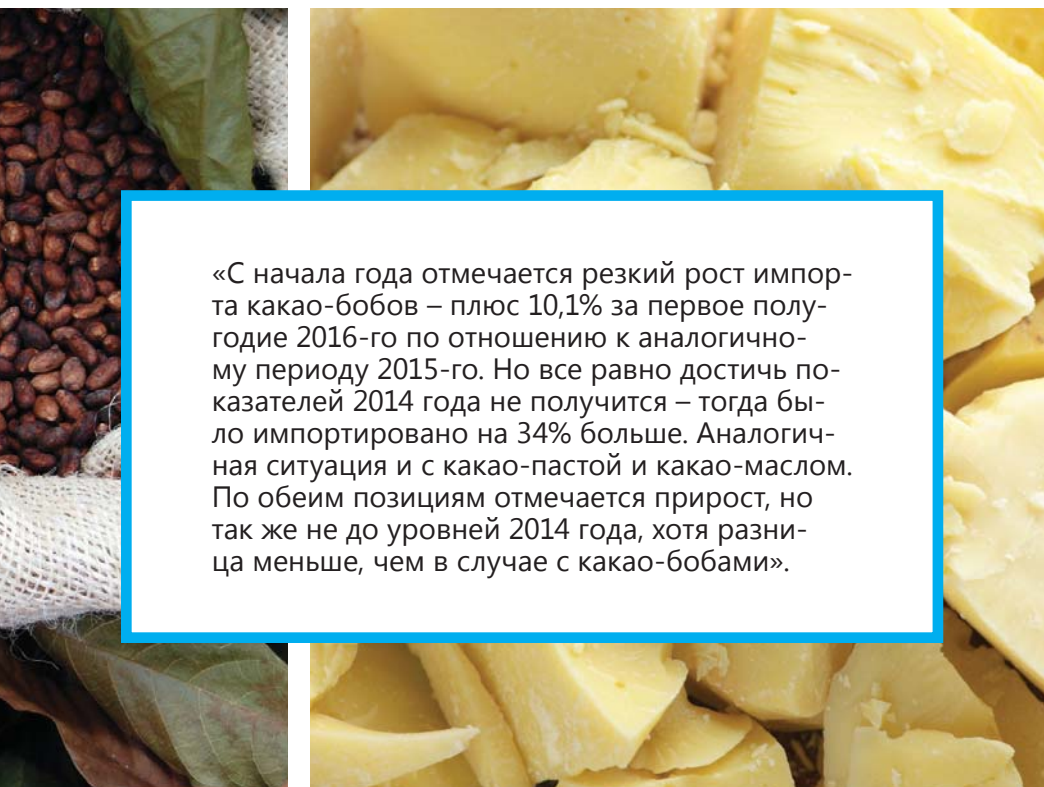 «С начала года отмечается резкий рост импор-
та какао-бобов – плюс 10,1% за первое полу-
годие 2016-го по отношению к аналогично-
му периоду 2015-го. Но все равно достичь по-
казателей 2014 года не получится – тогда бы-
ло импортировано на 34% больше. Аналогич-
ная ситуация и с какао-пастой и какао-маслом.
По обеим позициям отмечается прирост, но
так же не до уровней 2014 года, хотя разни-
ца меньше, чем в случае с какао-бобами».